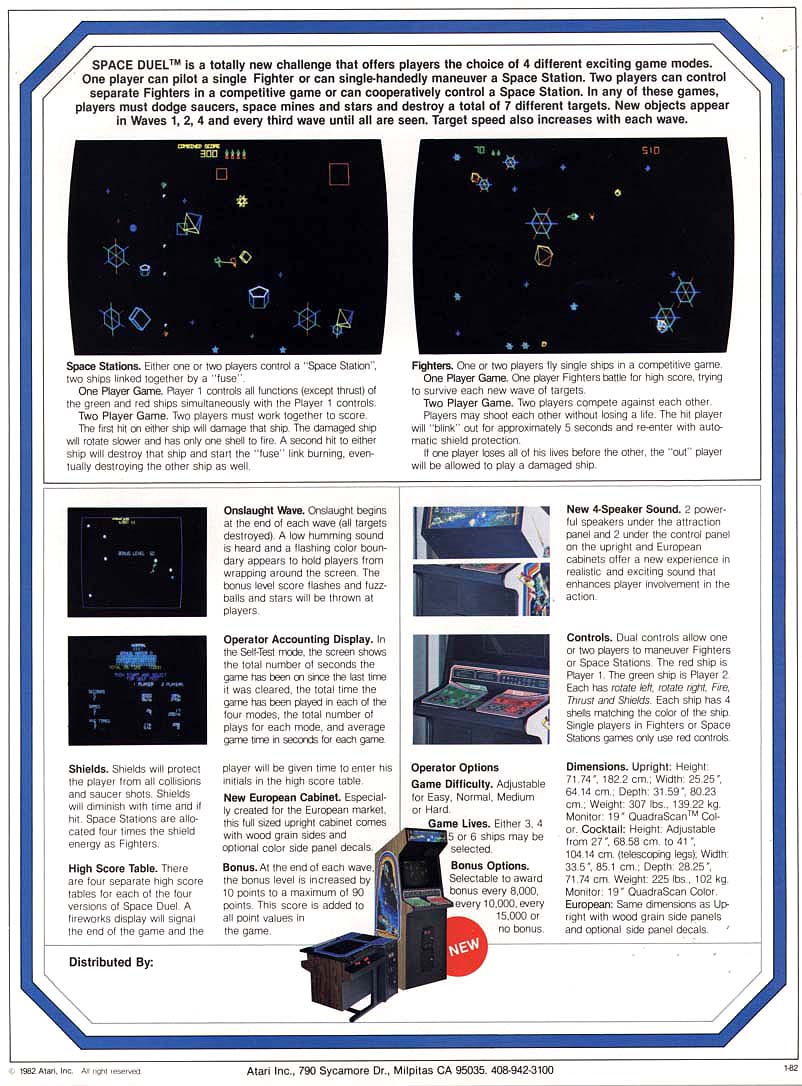 SPACE DUEL™ is a totally new challenge that offers players the choice of 4 different exciting game modes.
One player can pilot a single Fighter or can single-handedly maneuver a Space Station. Two players can control
separate Fighters in a competitive game or can cooperatively control a Space Station. In any of these games,
players must dodge saucers, space mines and stars and destroy a total of 7 different targets. New objects appear
in Waves 1, 2, 4 and every third wave until all are seen. Target speed also increases with each wave.
COMBINED SCORE
300
70
510
Space Stations. Either one or two players control a "Space Station",
two ships linked together by a "fuse".
One Player Game. Player 1 controls all functions (except thrust) of
the green and red ships simultaneously with the Player 1 controls.
Two Player Game. Two players must work together to score.
The first hit on either ship will damage that ship. The damaged ship
will rotate slower and has only one shell to fire. A second hit to either
ship will destroy that ship and start the "fuse" link burning, even-
tually destroying the other ship as well.
Fighters. One or two players fly single ships in a competitive game.
One Player Game. One player Fighters battle for high score, trying
to survive each new wave of targets.
Two Player Game. Two players compete against each other.
Players may shoot each other without losing a life. The hit player
will "blink" out for approximately 5 seconds and re-enter with auto-
matic shield protection.
If one player loses all of his lives before the other, the "out" player
will be allowed to play a damaged ship.
BONUS LEVEL
Onslaught Wave. Onslaught begins
at the end of each wave (all targets
destroyed). A low humming sound
is heard and a flashing color boun-
dary appears to hold players from
wrapping around the screen. The
bonus level score flashes and fuzz-
balls and stars will be thrown at
players.
Operator Accounting Display. In
the Self-Test mode, the screen shows
the total number of seconds the
game has been on since the last time
it was cleared, the total time the
game has been played in each of the
four modes, the total number of
plays for each mode, and average
game time in seconds for each game.
New 4-Speaker Sound. 2 power-
ful speakers under the attraction
panel and 2 under the control panel
on the upright and European
cabinets offer a new experience in
realistic and exciting sound that
enhances player involvement in the
action.
Controls. Dual controls allow one
or two players to maneuver Fighters
or Space Stations. The red ship is
Player 1. The green ship is Player 2.
Each has rotate left, rotate right, Fire,
Thrust and Shields. Each ship has 4
shells matching the color of the ship.
Single players in Fighters or Space
Stations games only use red controls.
Shields. Shields will protect
the player from all collisions
and saucer shots. Shields
will diminish with time and if
hit. Space Stations are allo-
cated four times the shield
energy as Fighters.
High Score Table. There
are four separate high score
tables for each of the four
versions of Space Duel. A
fireworks display will signal
the end of the game and the
player will be given time to enter his
initials in the high score table.
New European Cabinet. Especial-
ly created for the European market,
this full sized upright cabinet comes
with wood grain sides and
optional color side panel decals.
Bonus. At the end of each wave,
the bonus level is increased by
10 points to a maximum of 90
points. This score is added to
all point values in
the game.
Operator Options
Game Difficulty. Adjustable
for Easy, Normal, Medium
or Hard.
Game Lives. Either 3, 4
5 or 6 ships may be
selected.
Bonus Options.
Selectable to award
bonus every 8,000,
every 10,000, every
15,000 or
no bonus.
NEW
Dimensions. Upright: Height:
71.74", 182.2 cm.; Width: 25.25",
64.14 cm.; Depth: 31.59", 80.23
cm.; Weight: 307 lbs., 139.22 kg.
Monitor: 19" QuadraScan™ Col-
or. Cocktail: Height: Adjustable
from 27", 68.58 cm. to 41",
104.14 cm. (telescoping legs); Width:
33.5", 85.1 cm.; Depth: 28.25",
71.74 cm. Weight: 225 lbs., 102 kg.
Monitor: 19" QuadraScan Color.
European: Same dimensions as Up-
right with wood grain side panels
and optional side panel decals.
Distributed By:
© 1982 Atari, Inc. All right reserved.
Atari Inc., 790 Sycamore Dr., Milpitas CA 95035. 408-942-3100
1-82